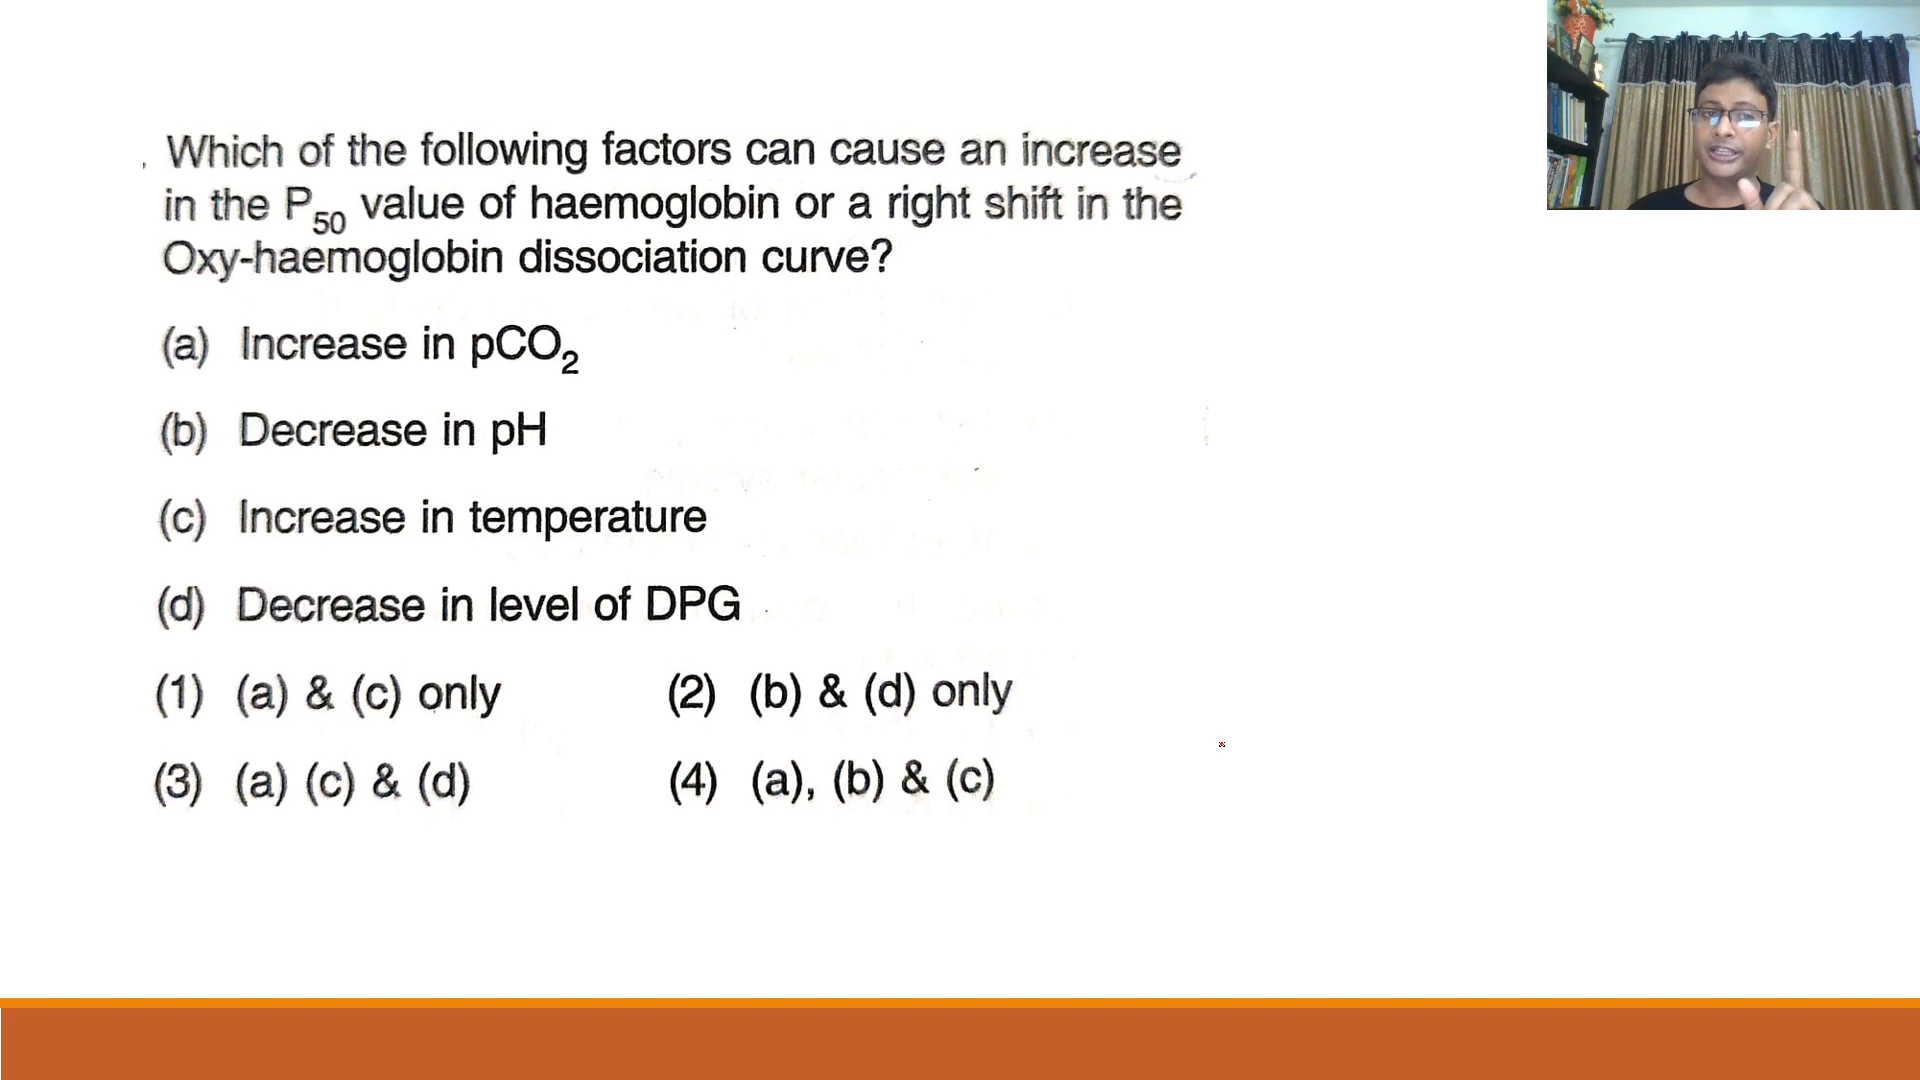 Which of the following factors can cause an increase
in the P50 value of haemoglobin or a right shift in the
Oxy-haemoglobin dissociation curve?
(a) Increase in pCO2
(b) Decrease in pH
(c) Increase in temperature
(d) Decrease in level of DPG
(1) (a) & (c) only (2) (b) & (d) only
(3) (a) (c) & (d) (4) (a), (b) & (c)